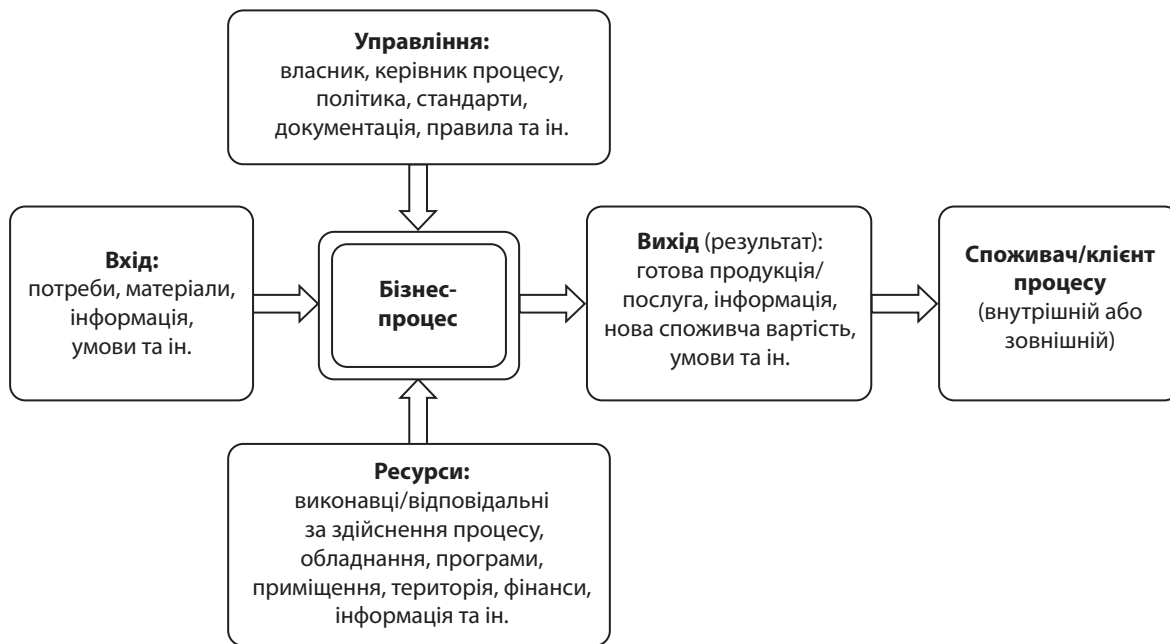 Управління:
власник, керівник процесу,
політика, стандарти,
документація, правила та ін.
Вхід:
потреби, матеріали,
інформація,
умови та ін.
Бізнес-
процес
Вихід (результат):
готова продукція/
послуга, інформація,
нова споживча вартість,
умови та ін.
Споживач/клієнт
процесу
(внутрішній або
зовнішній)
Ресурси:
виконавці/відповідальні
за здійснення процесу,
обладнання, програми,
приміщення, територія, фінанси,
інформація та ін.